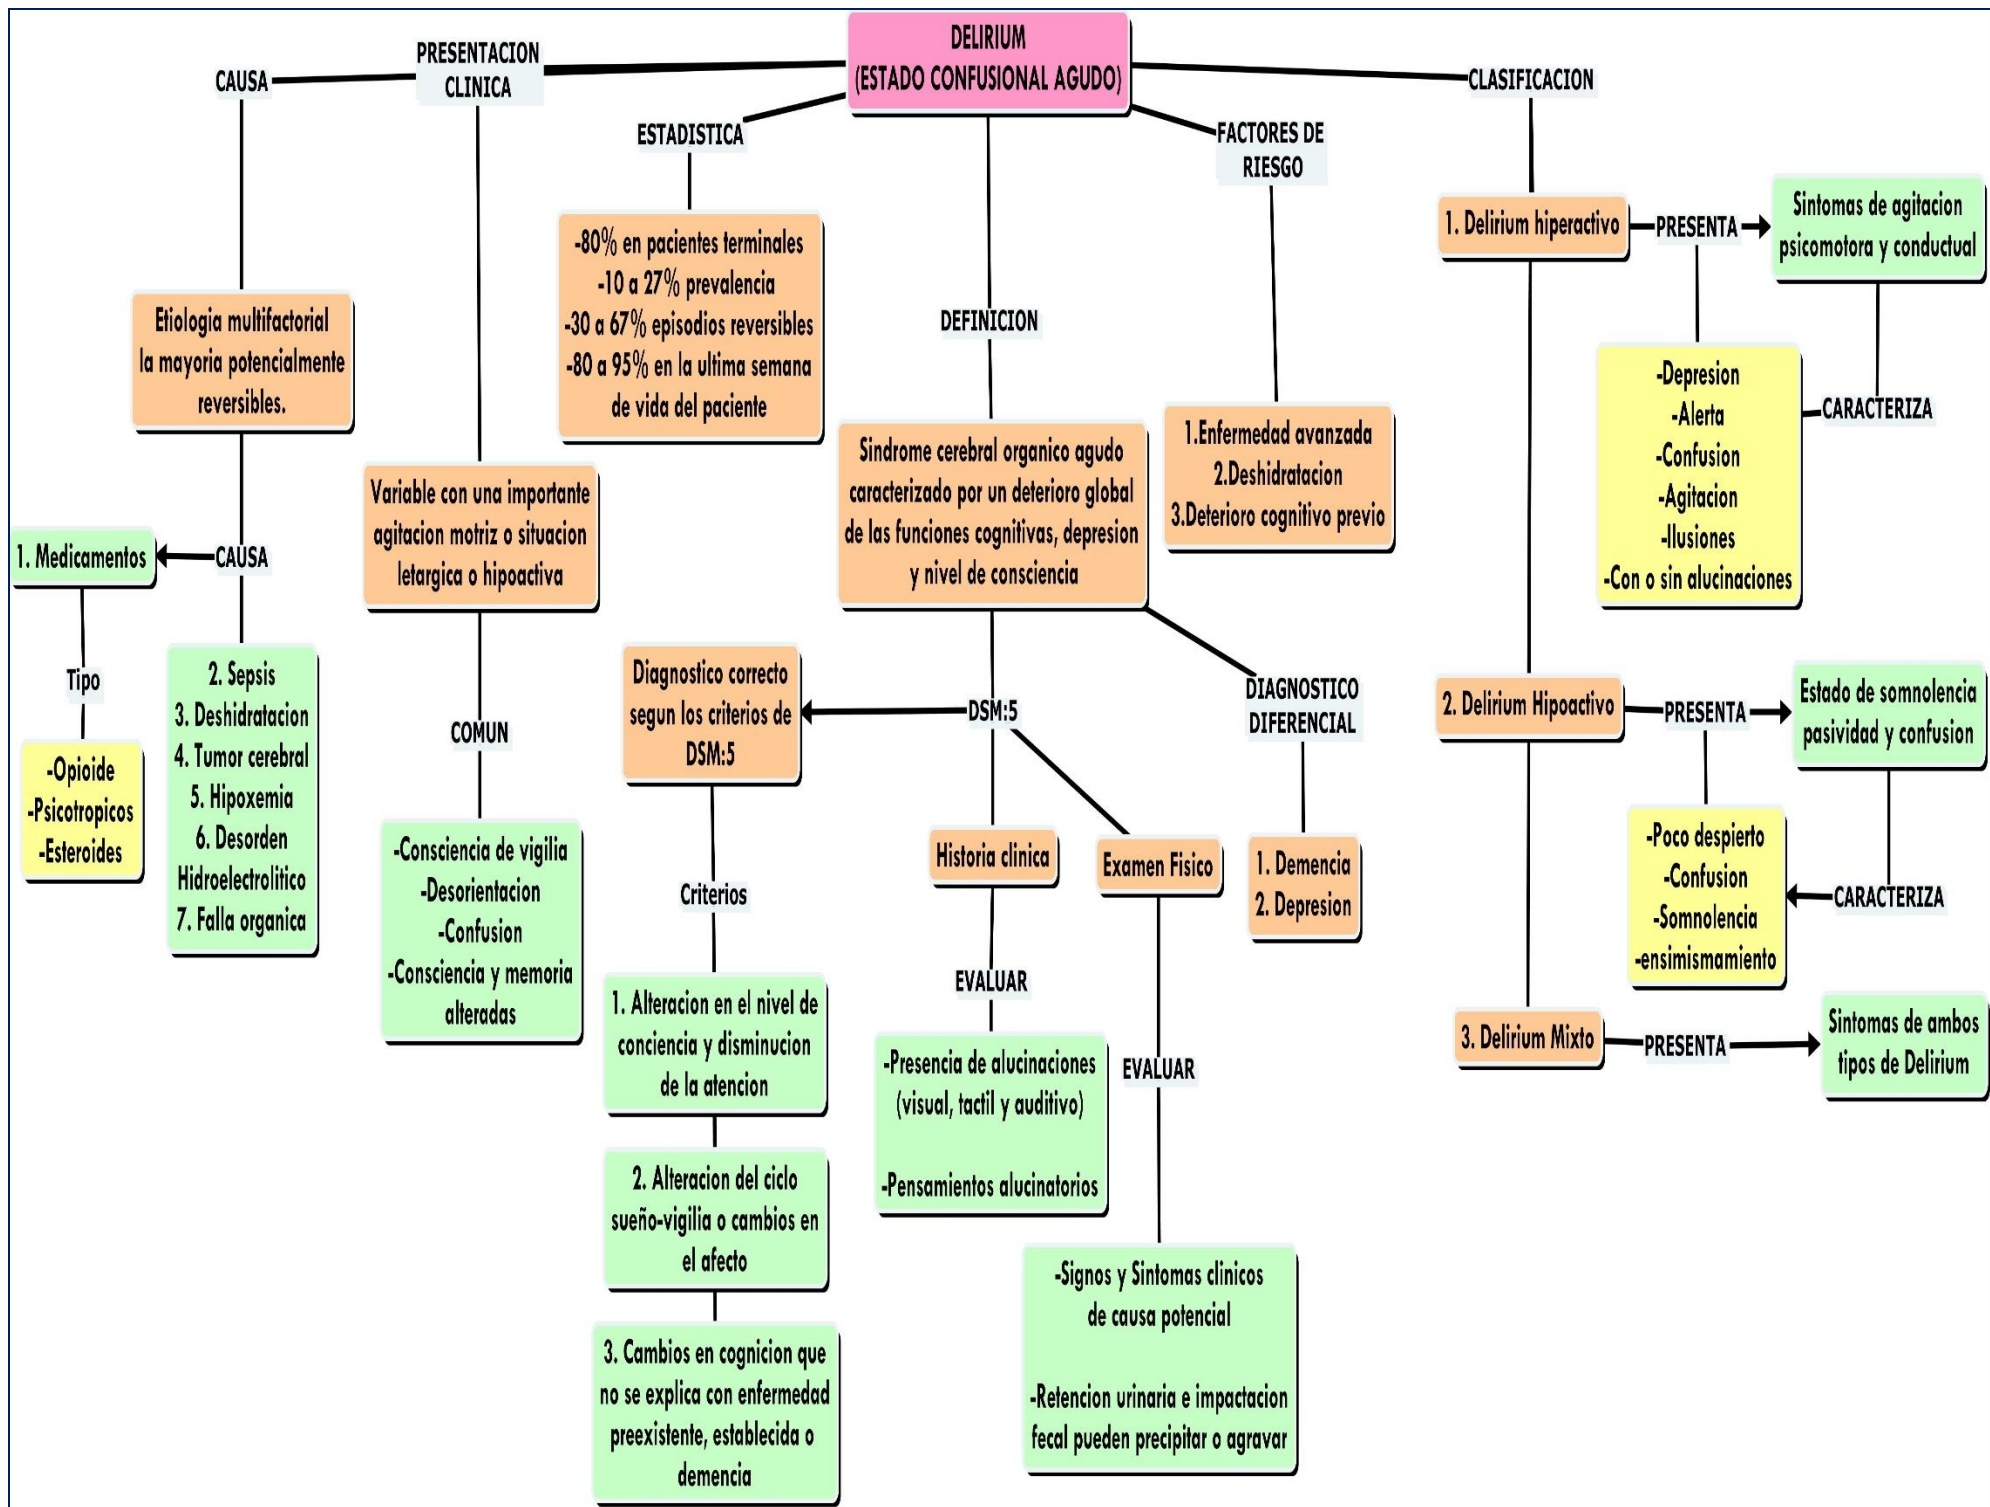 DELIRIUM
(ESTADO CONFUSIONAL AGUDO)
CAUSA
Etiologia multifactorial
la mayoria potencialmente
reversibles.
CAUSA
1. Medicamentos
Tipo
-Opioide
-Psicotropicos
-Esteroides
2. Sepsis
3. Deshidratacion
4. Tumor cerebral
5. Hipoxemia
6. Desorden
Hidroelectrolitico
7. Falla organica
PRESENTACION
CLINICA
Variable con una importante
agitacion motriz o situacion
letargica o hipoactiva
COMUN
-Consciencia de vigilia
-Desorientacion
-Confusion
-Consciencia y memoria
alteradas
ESTADISTICA
-80% en pacientes terminales
-10 a 27% prevalencia
-30 a 67% episodios reversibles
-80 a 95% en la ultima semana
de vida del paciente
DEFINICION
Sindrome cerebral organico agudo
caracterizado por un deterioro global
de las funciones cognitivas, depresion
y nivel de consciencia
DSM:5
Diagnostico correcto
segun los criterios de
DSM:5
Criterios
1. Alteracion en el nivel de
conciencia y disminucion
de la atencion
2. Alteracion del ciclo
sueño-vigilia o cambios en
el afecto
3. Cambios en cognicion que
no se explica con enfermedad
preexistente, establecida o
demencia
Historia clinica
EVALUAR
-Presencia de alucinaciones
(visual, tactil y auditivo)
-Pensamientos alucinatorios
Examen Fisico
EVALUAR
-Signos y Sintomas clinicos
de causa potencial
-Retencion urinaria e impactacion
fecal pueden precipitar o agravar
DIAGNOSTICO
DIFERENCIAL
1. Demencia
2. Depresion
FACTORES DE
RIESGO
1.Enfermedad avanzada
2.Deshidratacion
3.Deterioro cognitivo previo
CLASIFICACION
1. Delirium hiperactivo
PRESENTA
Sintomas de agitacion
psicomotora y conductual
CARACTERIZA
-Depresion
-Alerta
-Confusion
-Agitacion
-Ilusiones
-Con o sin alucinaciones
2. Delirium Hipoactivo
PRESENTA
Estado de somnolencia
pasividad y confusion
CARACTERIZA
-Poco despierto
-Confusion
-Somnolencia
-ensimismamiento
3. Delirium Mixto
PRESENTA
Sintomas de ambos
tipos de Delirium